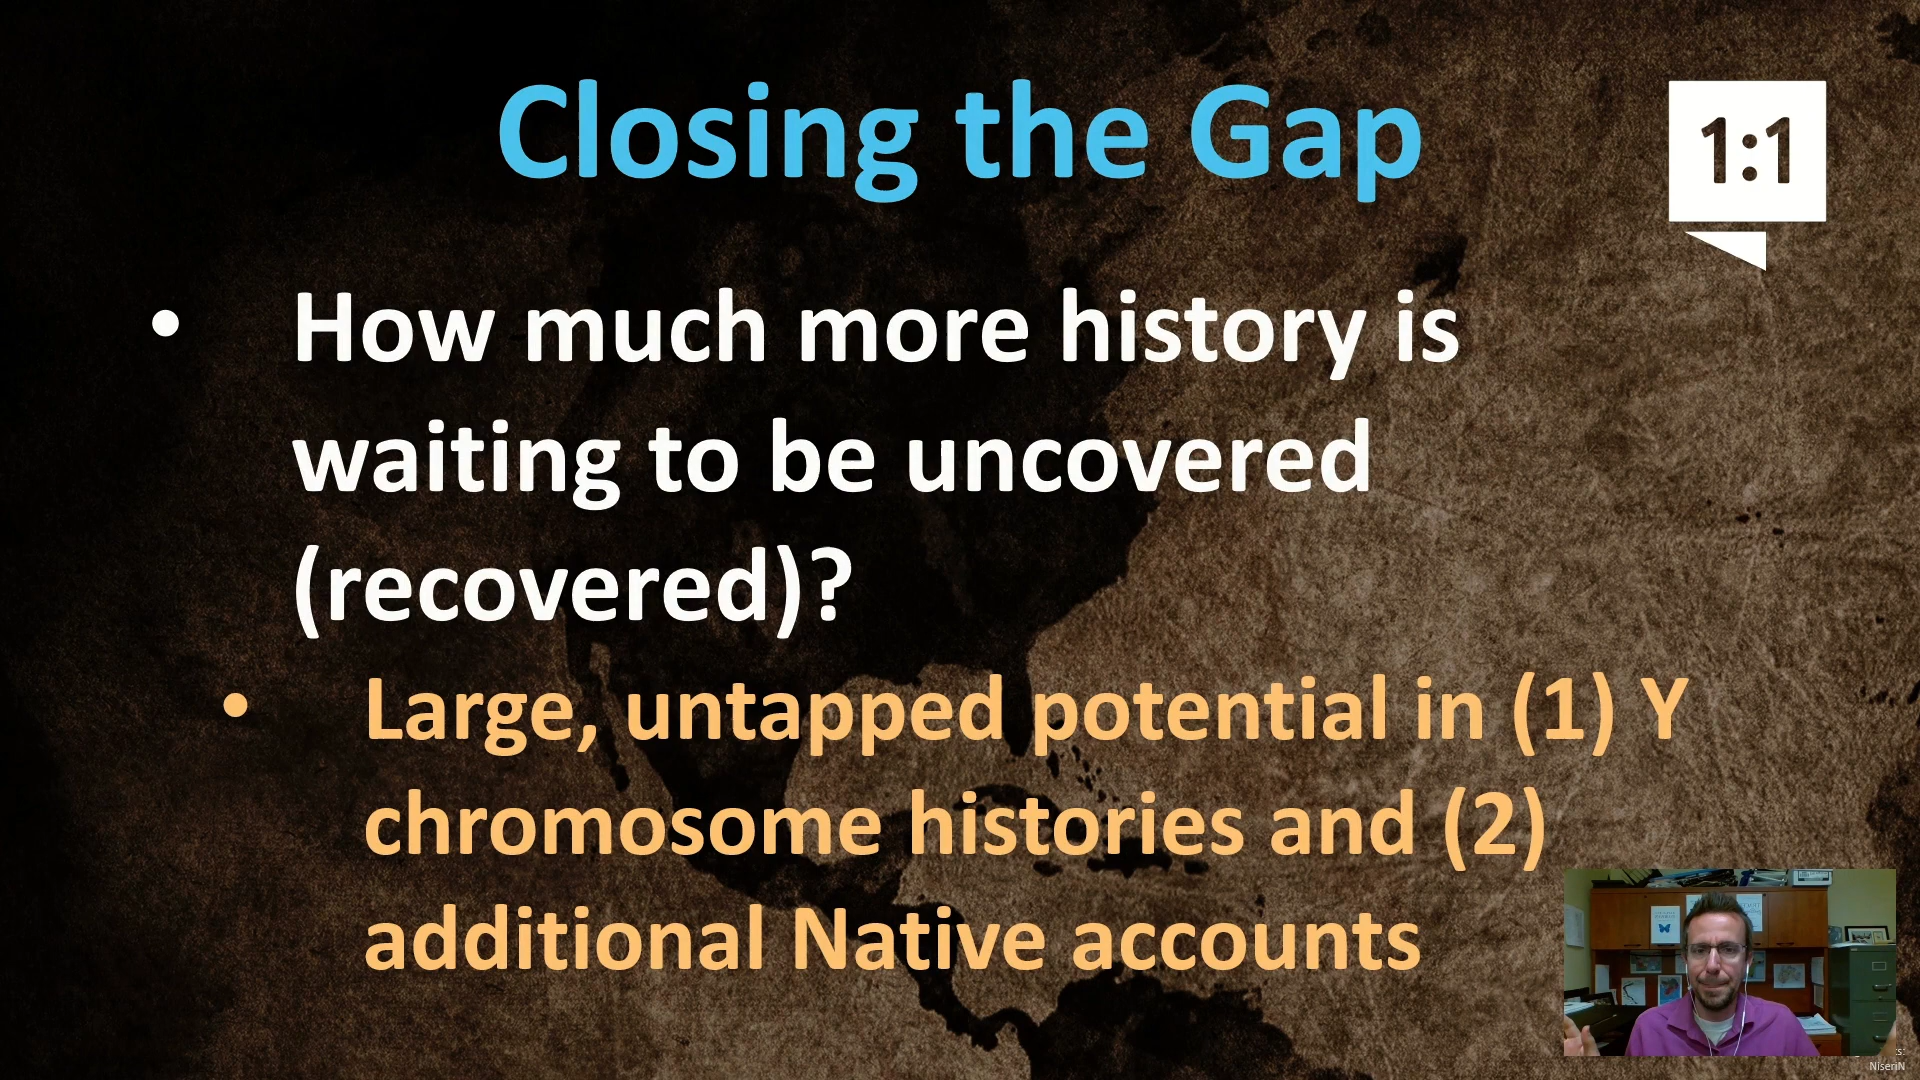 Closing the Gap
1:1
• How much more history is
waiting to be uncovered
(recovered)?
• Large, untapped potential in (1) Y
chromosome histories and (2)
additional Native accounts
NiseriN